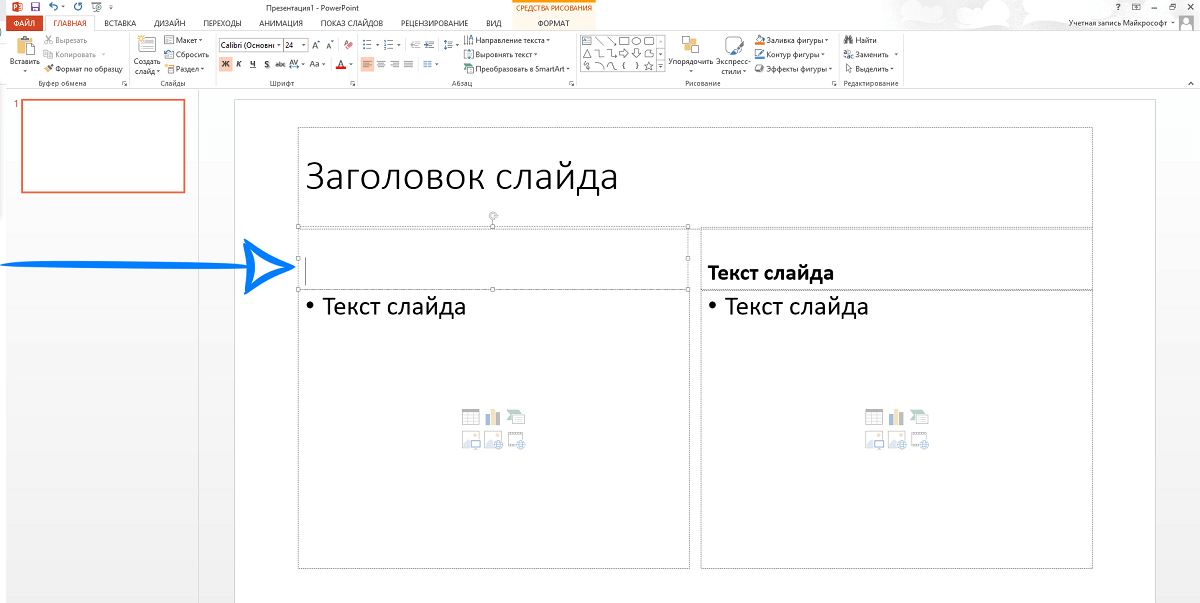 Презентация1 - PowerPoint
СРЕДСТВА РИСОВАНИЯ
?
ФАЙЛ ГЛАВНАЯ ВСТАВКА ДИЗАЙН ПЕРЕХОДЫ АНИМАЦИЯ ПОКАЗ СЛАЙДОВ РЕЦЕНЗИРОВАНИЕ ВИД ФОРМАТ
Учетная запись Майкрософт
Вставить
Вырезать
Копировать
Формат по образцу
Буфер обмена
Создать
слайд
Макет
Сбросить
Раздел
Слайды
Calibri (Основн 24
Ж К Ч S abc AV Aa А
Шрифт
Направление текста
Выровнять текст
Преобразовать в SmartArt
Абзац
Упорядочить
Экспресс-
стили
Заливка фигуры
Контур фигуры
Эффекты фигуры
Рисование
Найти
Заменить
Выделить
Редактирование
1
Заголовок слайда
Текст слайда
• Текст слайда
• Текст слайда